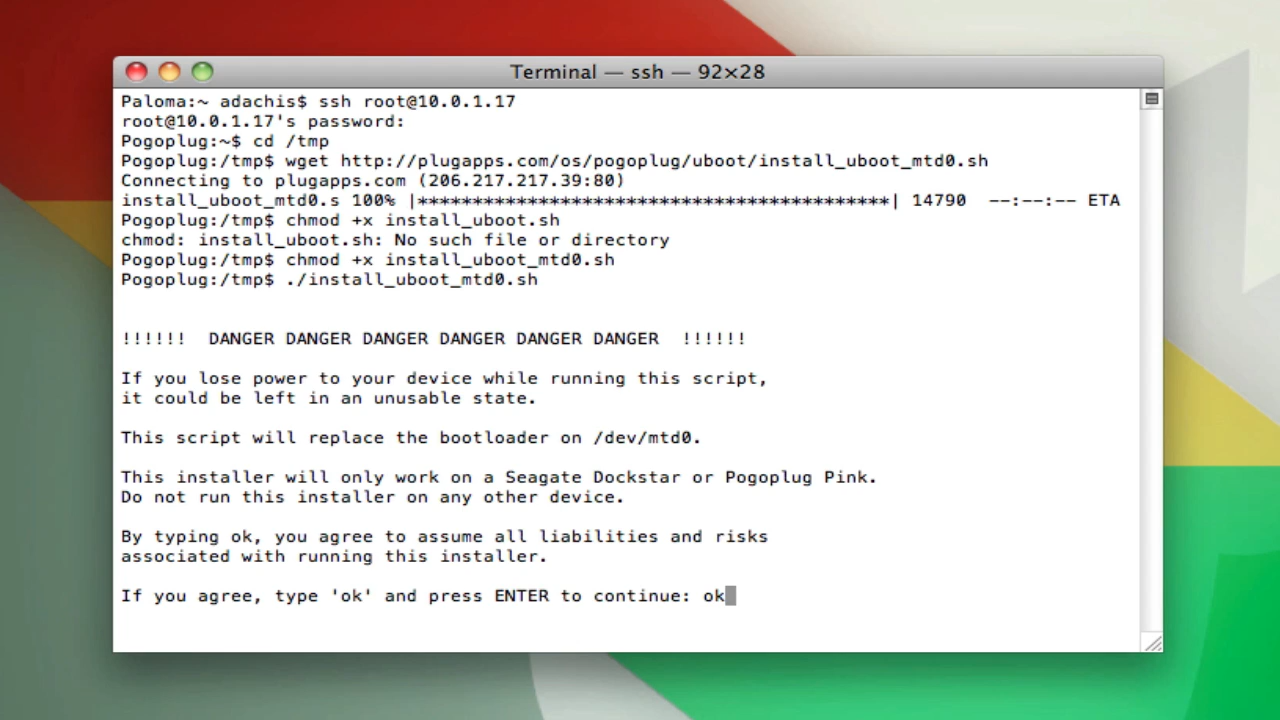 Terminal — ssh — 92×28
Paloma:~ adachis$ ssh root@10.0.1.17
root@10.0.1.17's password:
Pogoplug:~$ cd /tmp
Pogoplug:/tmp$ wget http://plugapps.com/os/pogoplug/uboot/install_uboot_mtd0.sh
Connecting to plugapps.com (206.217.217.39:80)
install_uboot_mtd0.s 100% |*******************************************| 14790  --:--:-- ETA
Pogoplug:/tmp$ chmod +x install_uboot.sh
chmod: install_uboot.sh: No such file or directory
Pogoplug:/tmp$ chmod +x install_uboot_mtd0.sh
Pogoplug:/tmp$ ./install_uboot_mtd0.sh
!!!!!!  DANGER DANGER DANGER DANGER DANGER DANGER  !!!!!!
If you lose power to your device while running this script,
it could be left in an unusable state.
This script will replace the bootloader on /dev/mtd0.
This installer will only work on a Seagate Dockstar or Pogoplug Pink.
Do not run this installer on any other device.
By typing ok, you agree to assume all liabilities and risks
associated with running this installer.
If you agree, type 'ok' and press ENTER to continue: ok